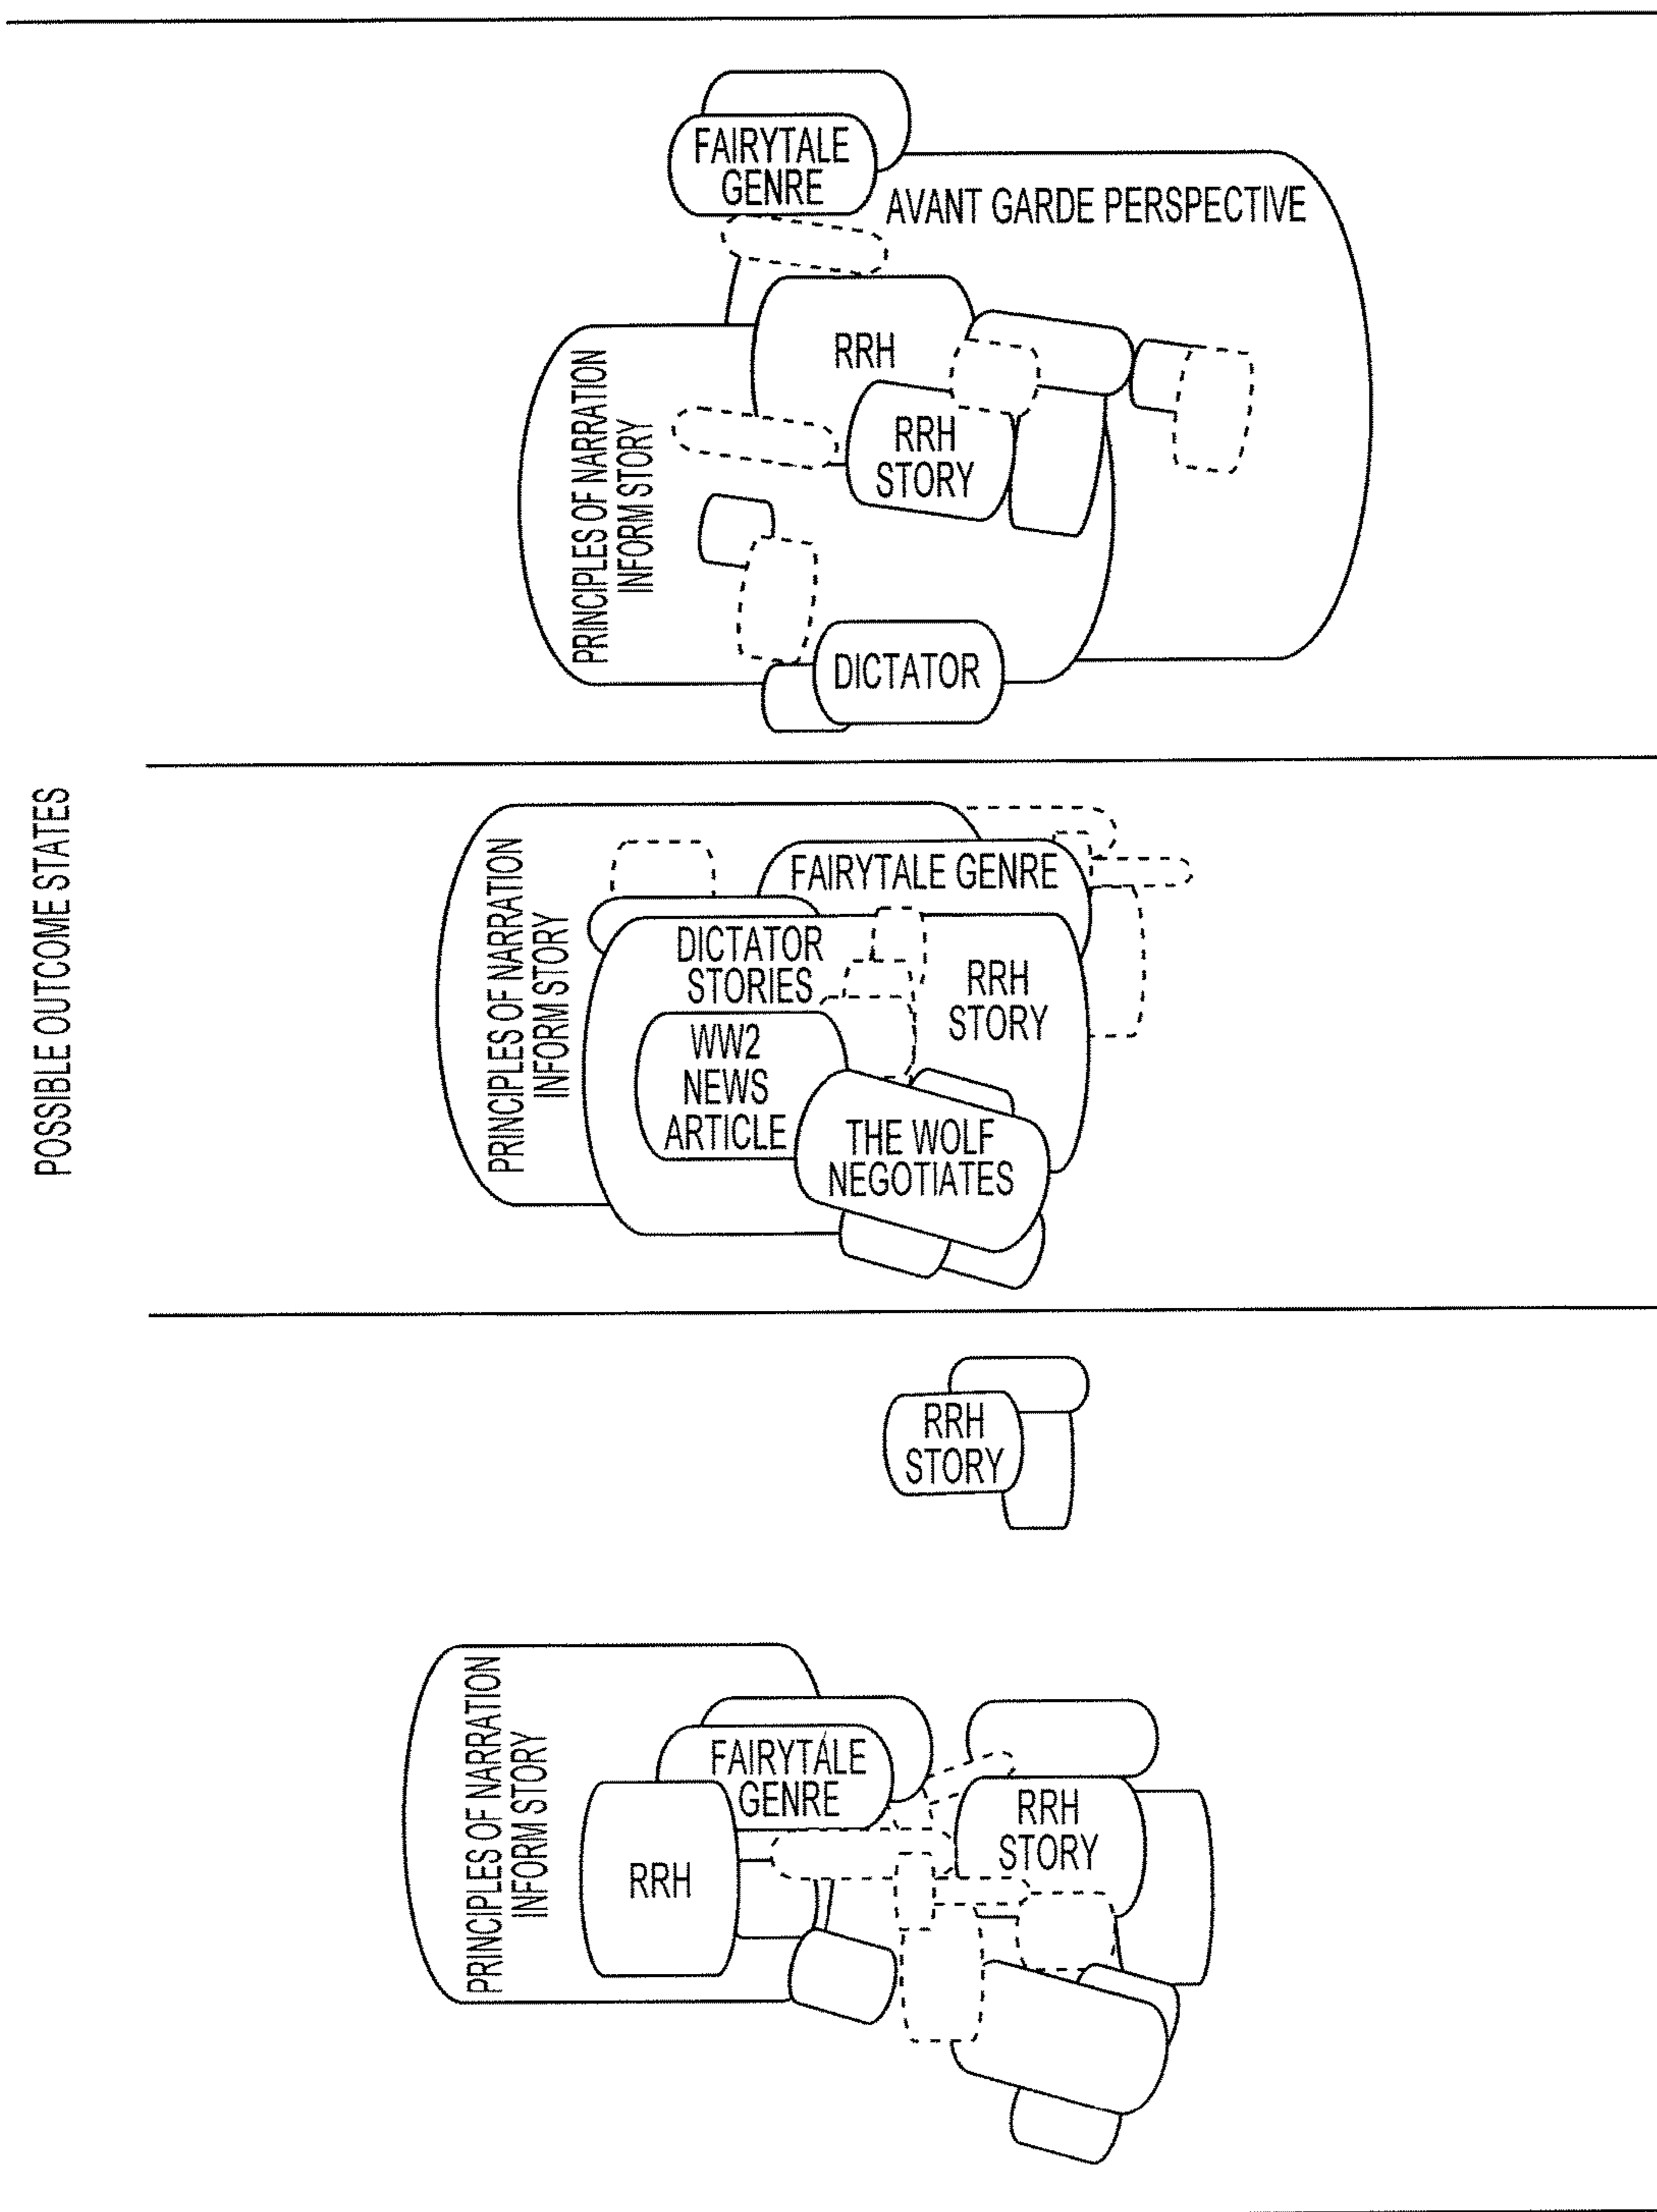 POSSIBLE OUTCOME STATES
FAIRYTALE
GENRE
AVANT GARDE PERSPECTIVE
PRINCIPLES OF NARRATION
INFORM STORY
RRH
RRH
STORY
DICTATOR
PRINCIPLES OF NARRATION
INFORM STORY
FAIRYTALE GENRE
DICTATOR
STORIES
RRH
STORY
WW2
NEWS
ARTICLE
THE WOLF
NEGOTIATES
RRH
STORY
PRINCIPLES OF NARRATION
INFORM STORY
FAIRYTALE
GENRE
RRH
RRH
STORY